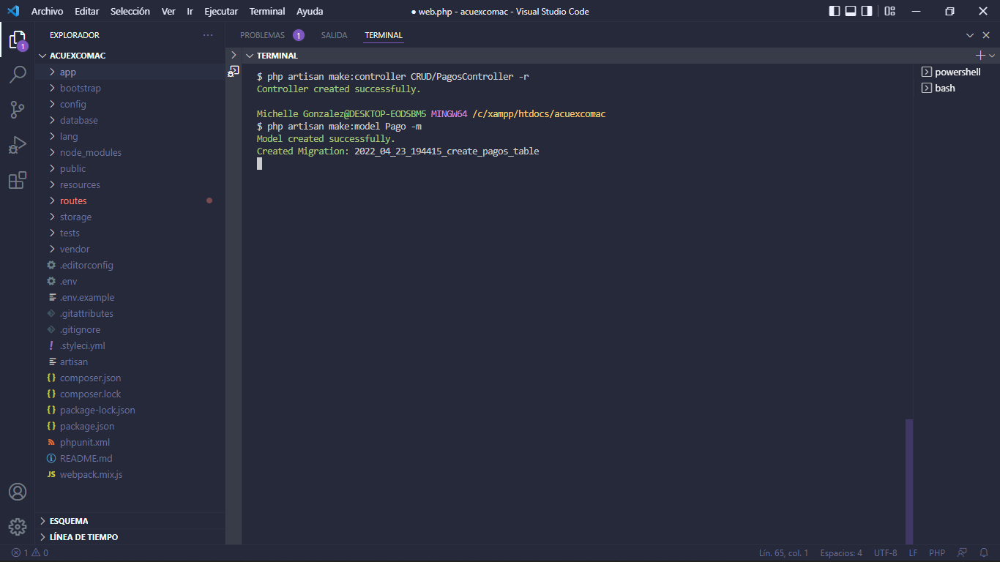 Archivo Editar Selección Ver Ir Ejecutar Terminal Ayuda
● web.php - acuexcomac - Visual Studio Code
EXPLORADOR
PROBLEMAS 1 SALIDA TERMINAL
1
ACUEXCOMAC
TERMINAL
app
bootstrap
config
database
lang
node_modules
public
resources
routes
storage
tests
vendor
.editorconfig
.env
.env.example
.gitattributes
.gitignore
.styleci.yml
artisan
composer.json
composer.lock
package-lock.json
package.json
phpunit.xml
README.md
JS webpack.mix.js
ESQUEMA
LÍNEA DE TIEMPO
$ php artisan make:controller CRUD/PagosController -r
Controller created successfully.
Michelle Gonzalez@DESKTOP-EODSBM5 MINGW64 /c/xampp/htdocs/acuexcomac
$ php artisan make:model Pago -m
Model created successfully.
Created Migration: 2022_04_23_194415_create_pagos_table
powershell
bash
1 0
Lín. 65, col. 1 Espacios: 4 UTF-8 LF PHP